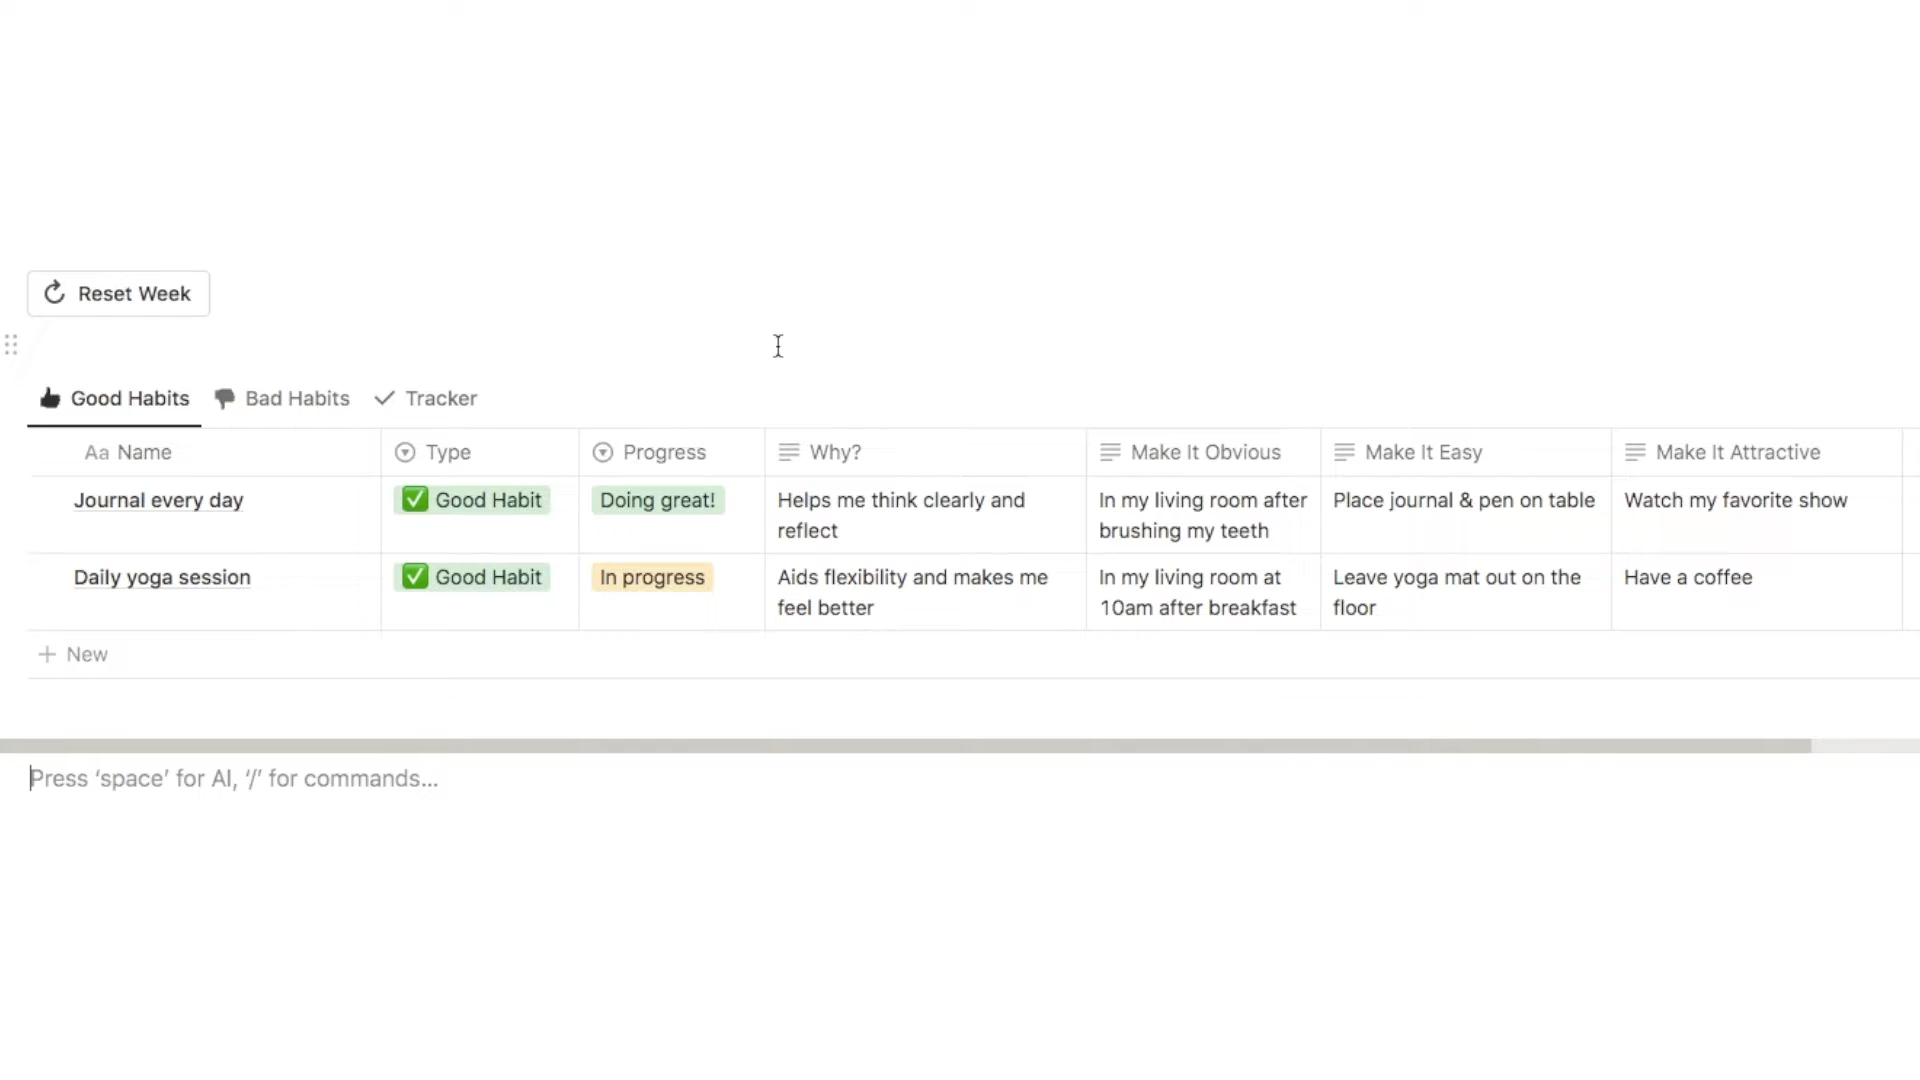 Reset Week
Good Habits Bad Habits Tracker
Aa Name Type Progress Why? Make It Obvious Make It Easy Make It Attractive
Journal every day Good Habit Doing great! Helps me think clearly and In my living room after Place journal & pen on table Watch my favorite show
reflect brushing my teeth
Daily yoga session Good Habit In progress Aids flexibility and makes me In my living room at Leave yoga mat out on the Have a coffee
feel better 10am after breakfast floor
+ New
Press ‘space’ for AI, ‘/’ for commands...